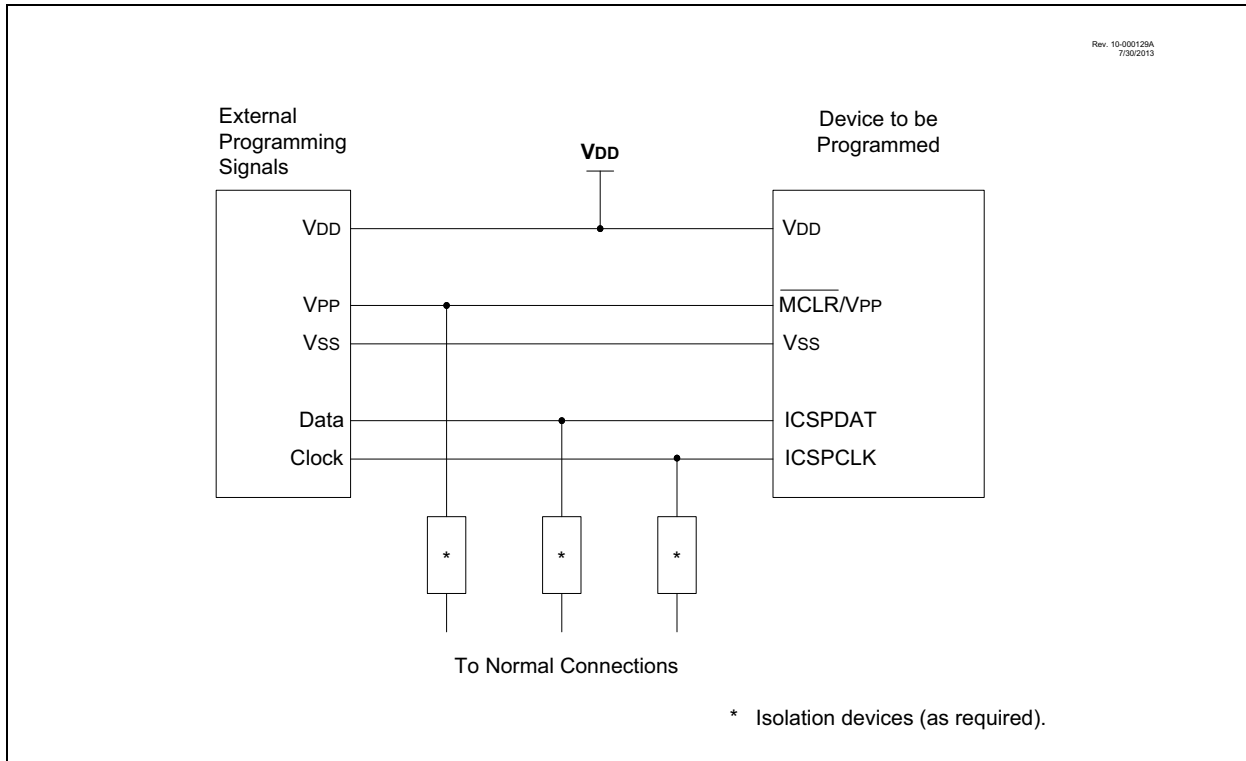 Rev. 10-000129A
7/30/2013
External
Programming
Signals
VDD
Device to be
Programmed
VDD
VDD
VPP
MCLR/VPP
VSS
VSS
Data
ICSPDAT
Clock
ICSPCLK
*
*
*
To Normal Connections
* Isolation devices (as required).